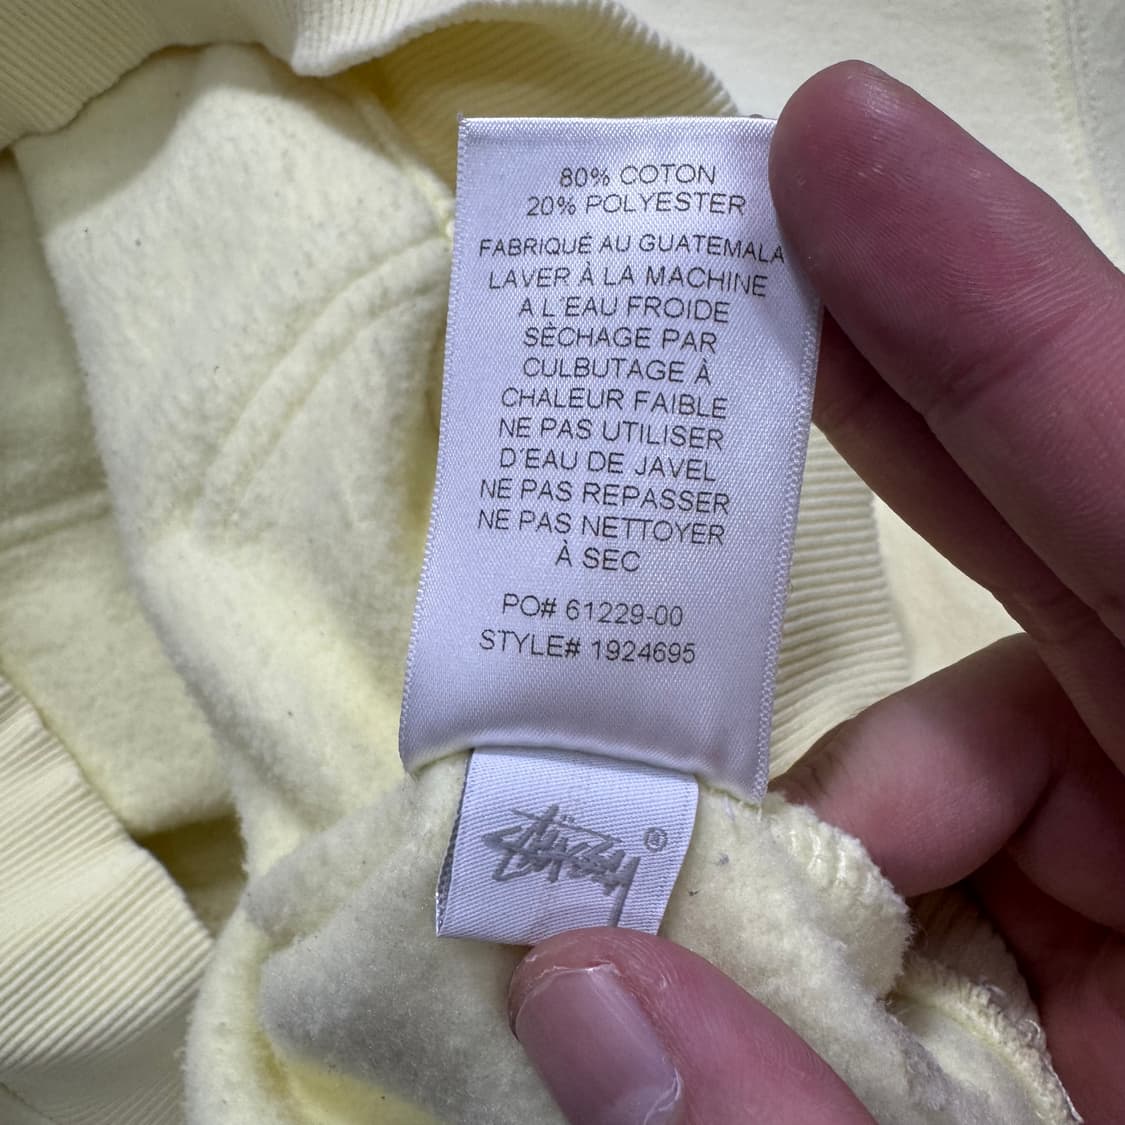 80% COTON
20% POLYESTER
FABRIQUÉ AU GUATEMALA
LAVER À LA MACHINE
A L'EAU FROIDE
SÈCHAGE PAR
CULBUTAGE À
CHALEUR FAIBLE
NE PAS UTILISER
D'EAU DE JAVEL
NE PAS REPASSER
NE PAS NETTOYER
À SEC
PO# 61229-00
STYLE# 1924695
Stüssy ®